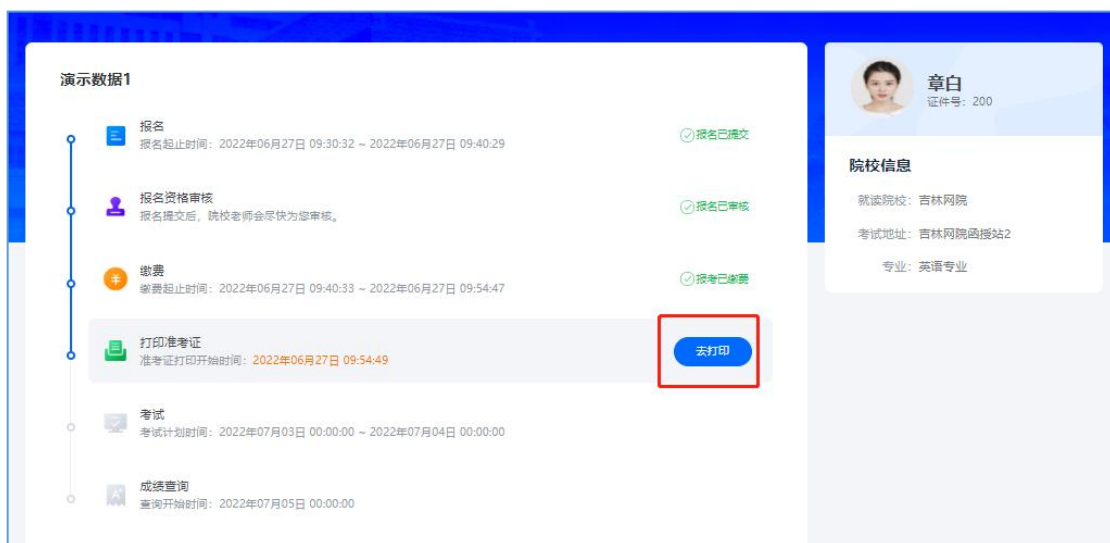 演示数据1
报名
报名起止时间：2022年06月27日 09:30:32 ~ 2022年06月27日 09:40:29
报名已提交
报名资格审核
报名提交后，院校老师会尽快为您审核。
报名已审核
缴费
缴费起止时间：2022年06月27日 09:40:33 ~ 2022年06月27日 09:54:47
报考已缴费
打印准考证
准考证打印开始时间：2022年06月27日 09:54:49
去打印
考试
考试计划时间：2022年07月03日 00:00:00 ~ 2022年07月04日 00:00:00
成绩查询
查询开始时间：2022年07月05日 00:00:00
章白
证件号：200
院校信息
就读院校：吉林网院
考试地址：吉林网院函授站2
专业：英语专业